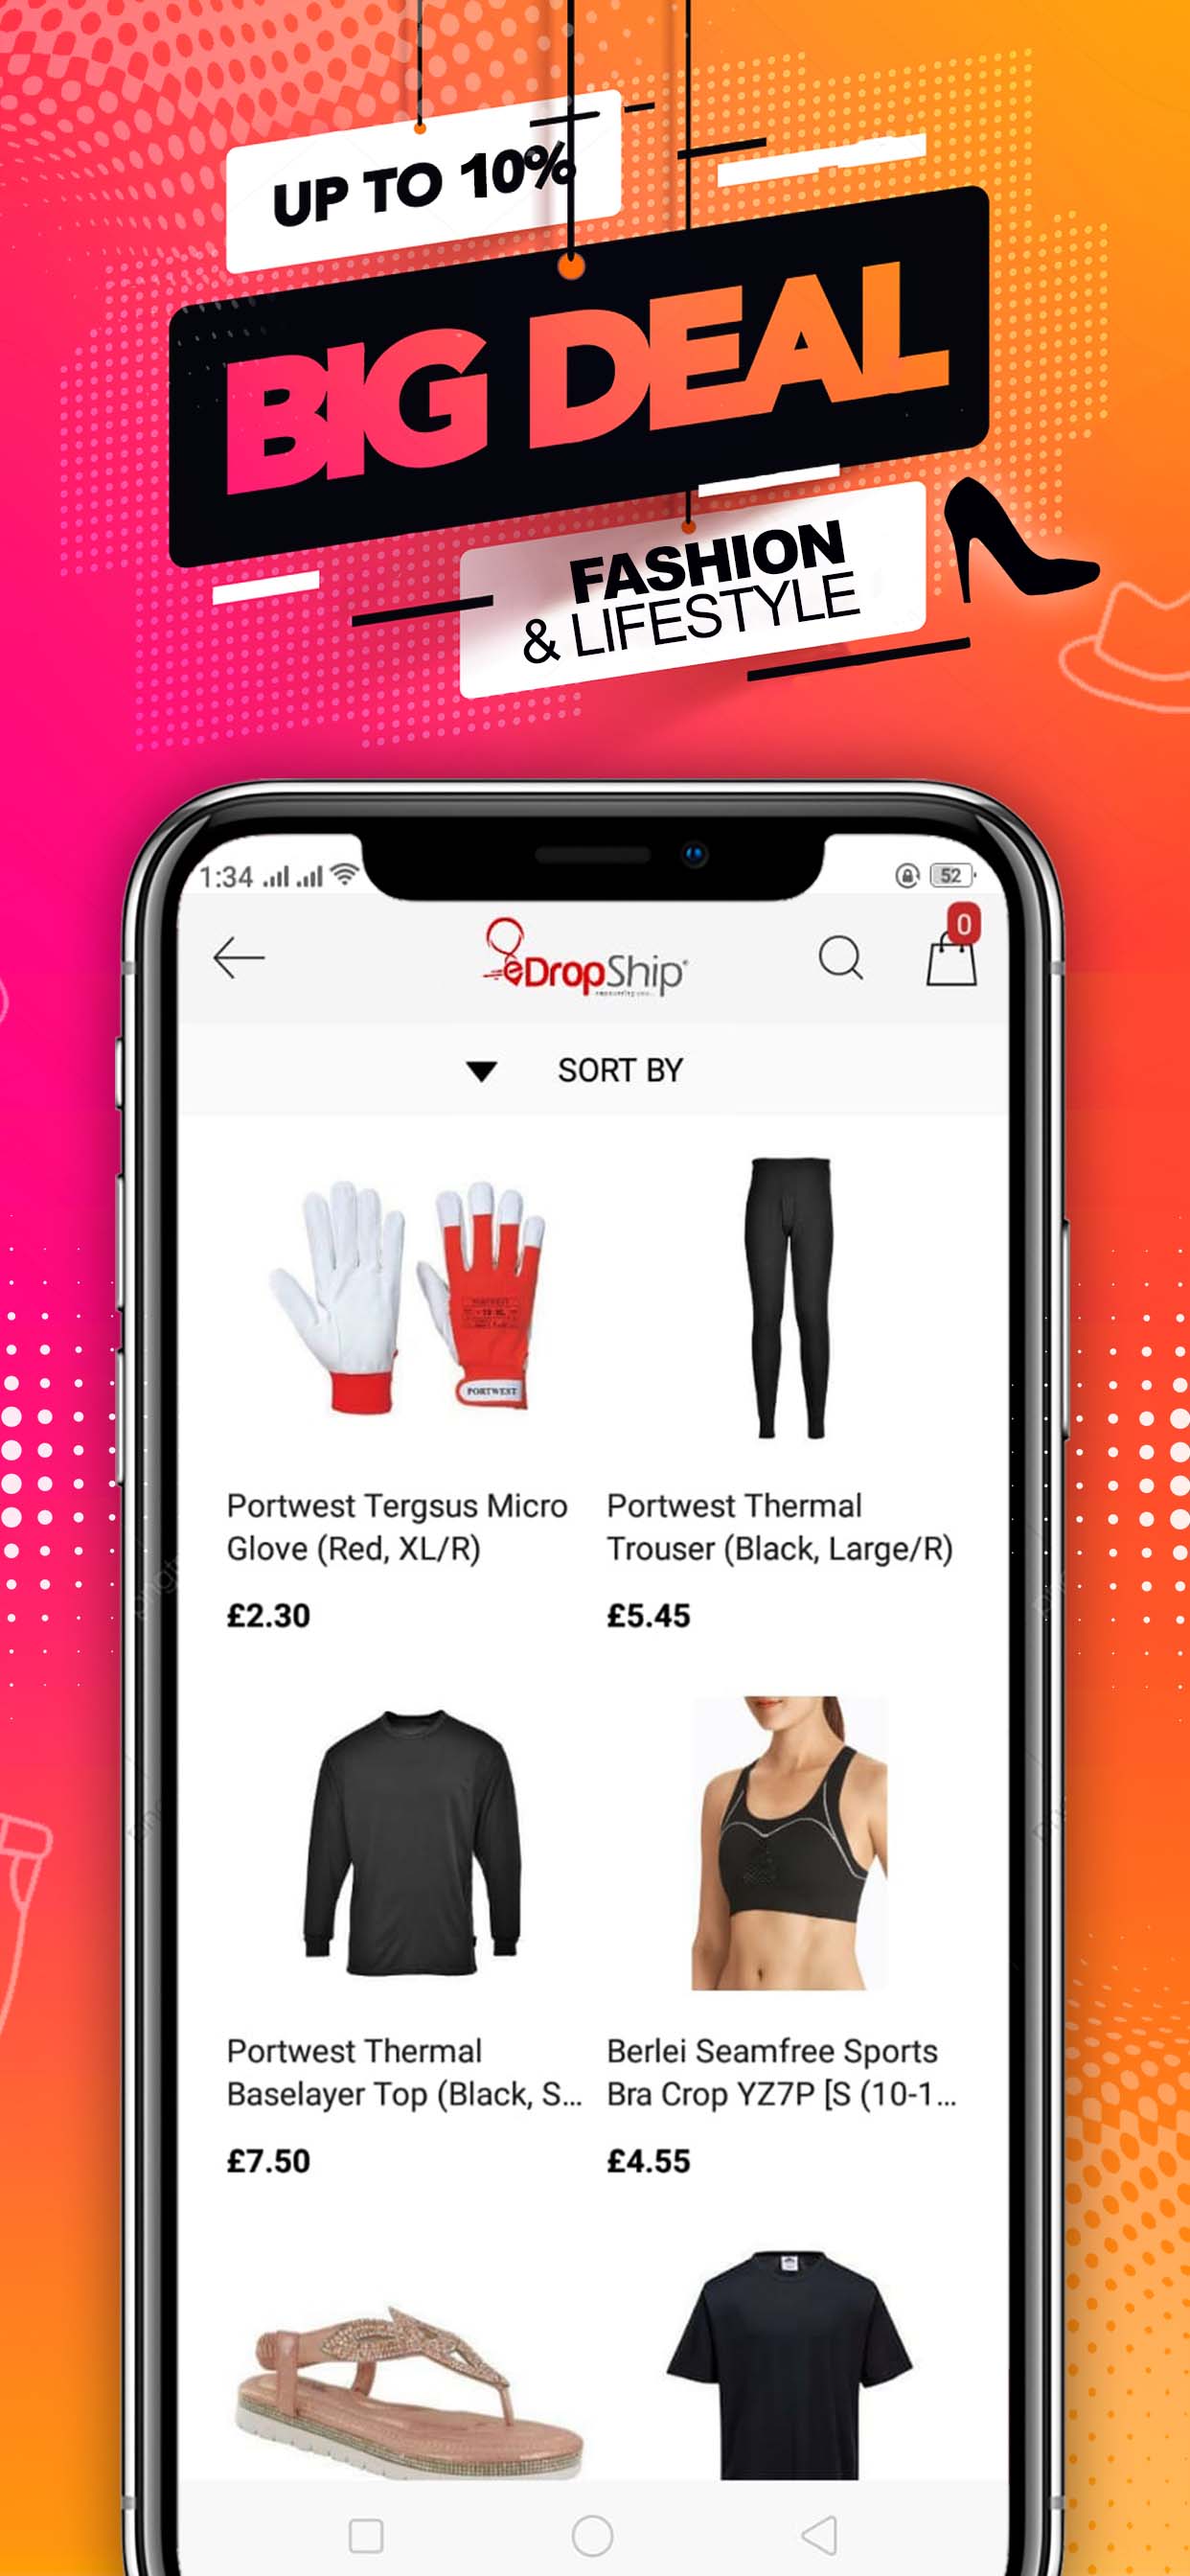 UP TO 10%
BIG DEAL
FASHION
& LIFESTYLE
1:34
52
0
eDropShip
SORT BY
PORTWEST
PORTWEST
Portwest Tergsus Micro
Glove (Red, XL/R)
£2.30
Portwest Thermal
Trouser (Black, Large/R)
£5.45
Portwest Thermal
Baselayer Top (Black, S...
£7.50
Berlei Seamfree Sports
Bra Crop YZ7P [S (10-1...
£4.55